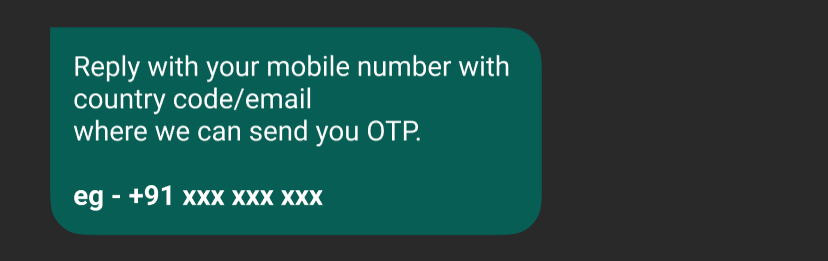 Reply with your mobile number with
country code/email
where we can send you OTP.
eg - +91 xxx xxx xxx